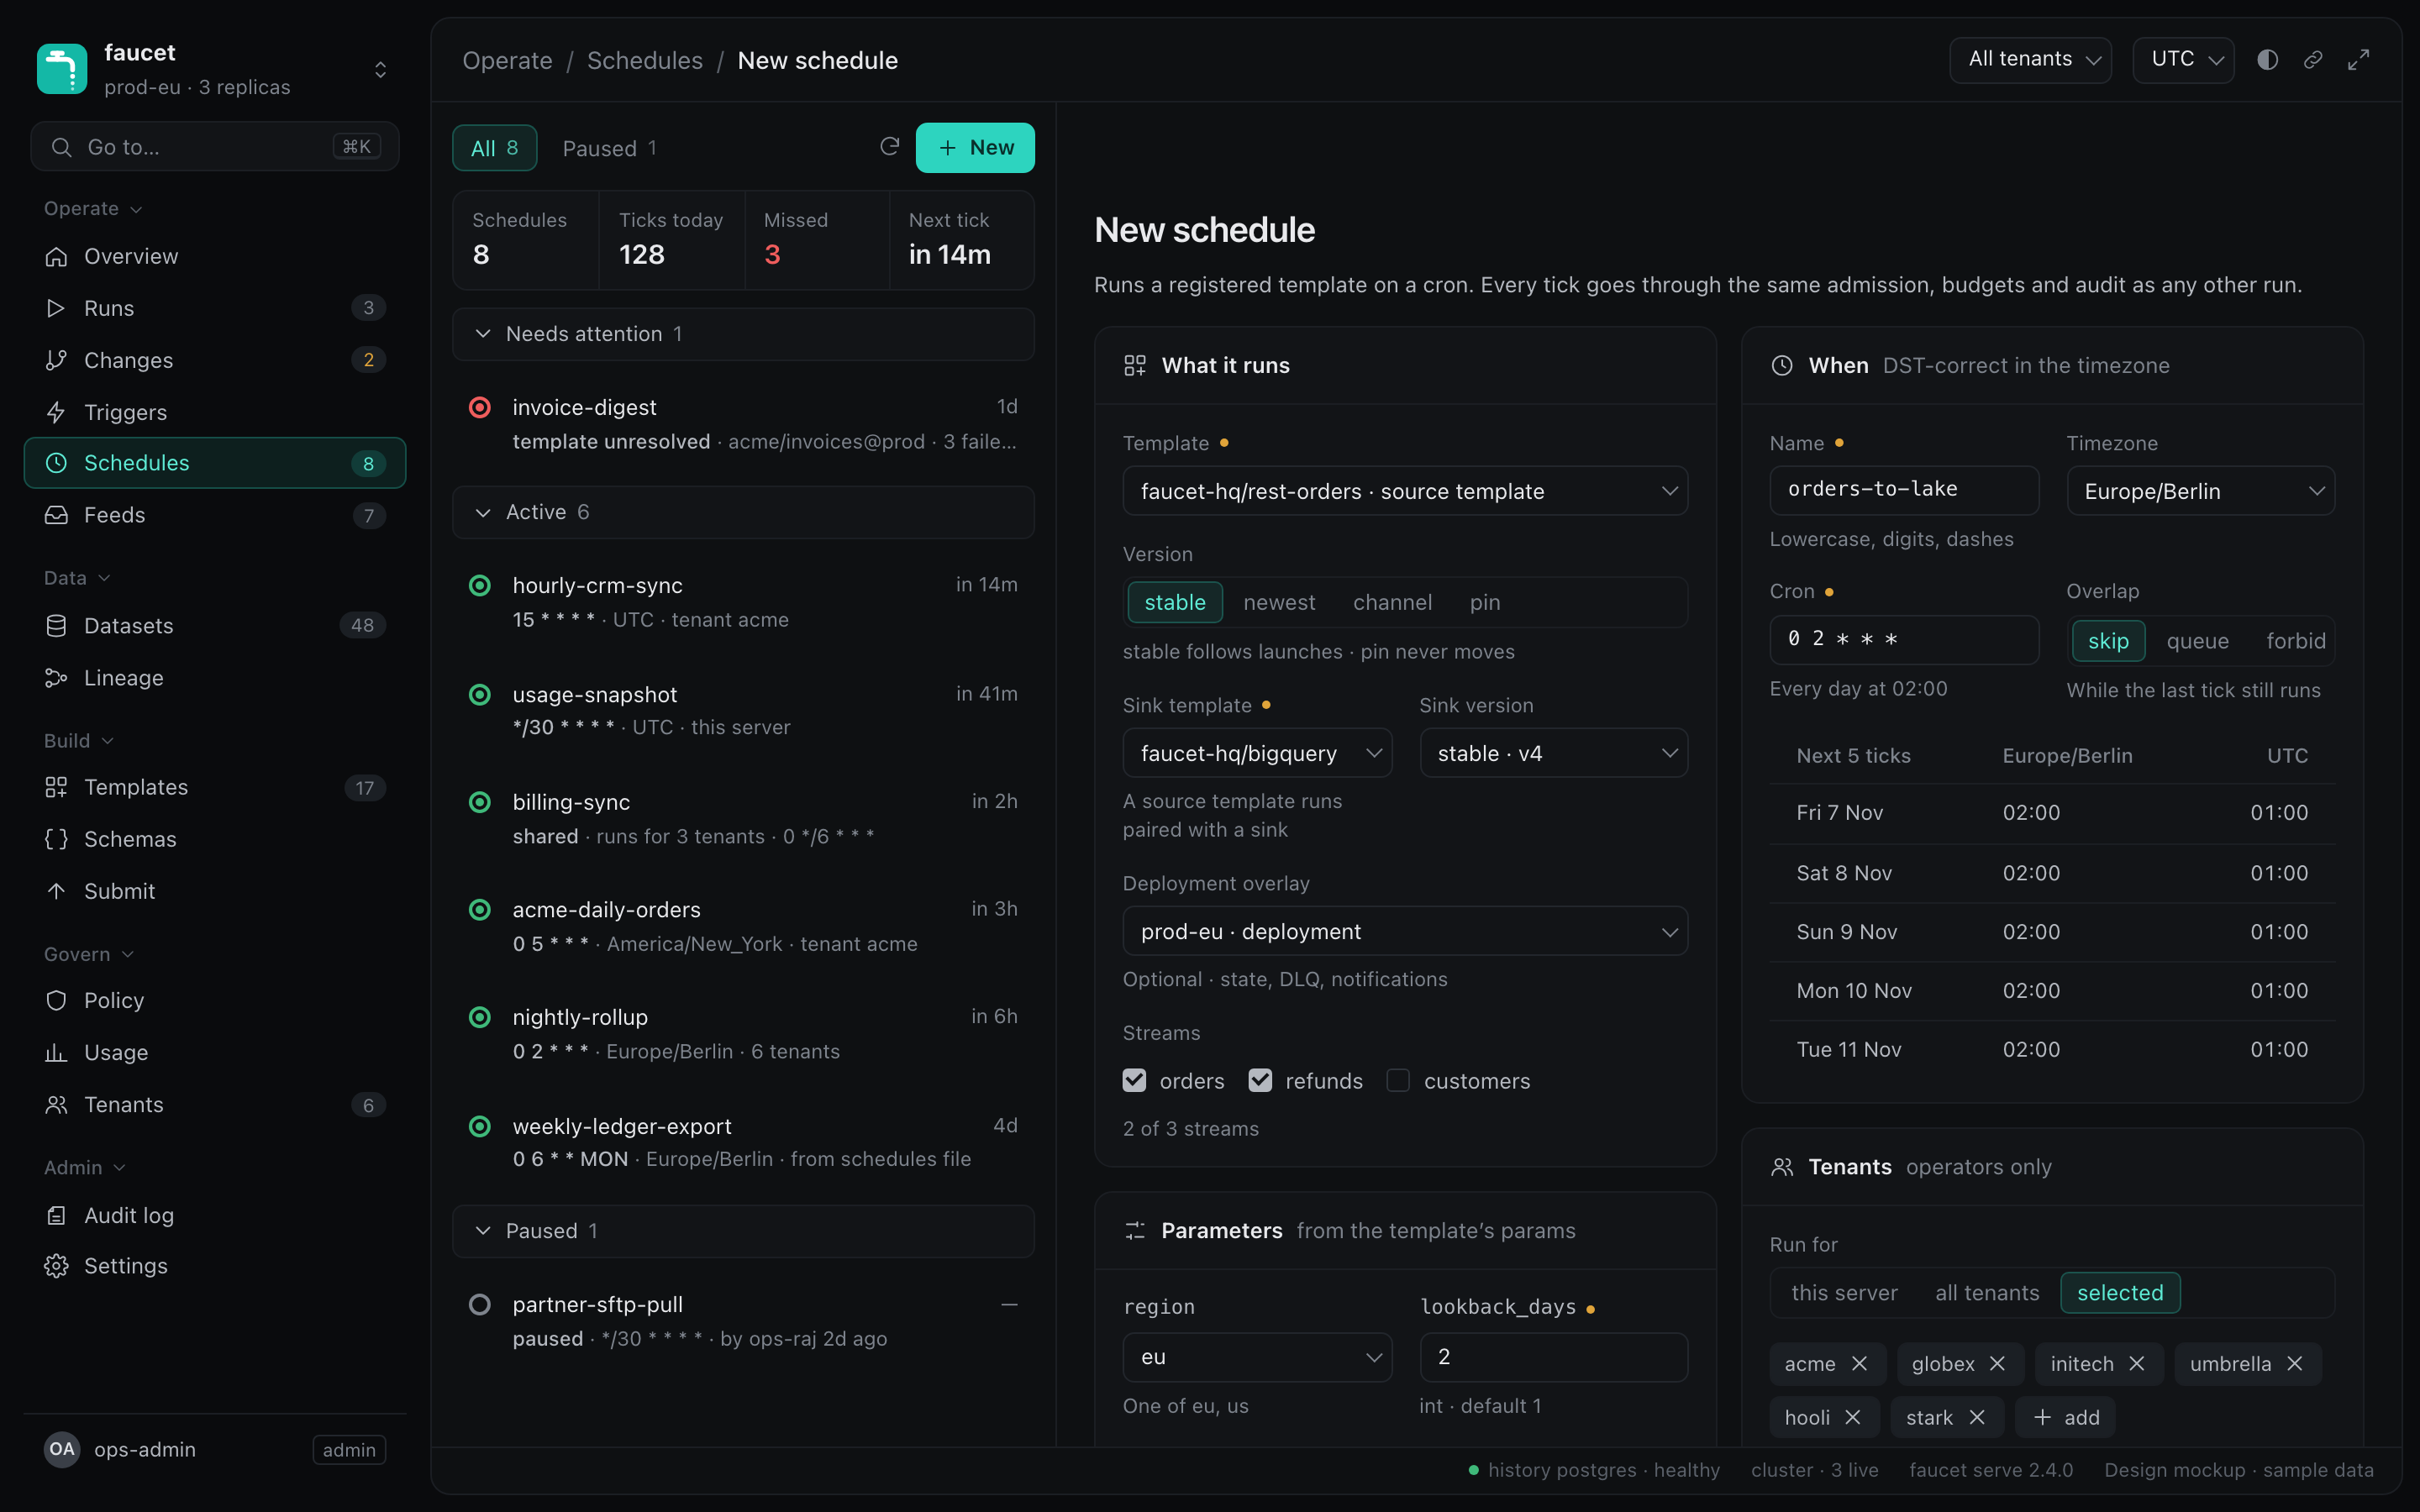 faucet
prod-eu · 3 replicas
Go to...
⌘K
Operate
Overview
Runs 3
Changes 2
Triggers
Schedules 8
Feeds 7
Data
Datasets 48
Lineage
Build
Templates 17
Schemas
Submit
Govern
Policy
Usage
Tenants 6
Admin
Audit log
Settings
OA ops-admin admin
Operate / Schedules / New schedule
All tenants
UTC
All 8
Paused 1
+ New
Schedules
8
Ticks today
128
Missed
3
Next tick
in 14m
Needs attention 1
invoice-digest 1d
template unresolved · acme/invoices@prod · 3 faile...
Active 6
hourly-crm-sync in 14m
15 * * * * · UTC · tenant acme
usage-snapshot in 41m
*/30 * * * * · UTC · this server
billing-sync in 2h
shared · runs for 3 tenants · 0 */6 * * *
acme-daily-orders in 3h
0 5 * * * · America/New_York · tenant acme
nightly-rollup in 6h
0 2 * * * · Europe/Berlin · 6 tenants
weekly-ledger-export 4d
0 6 * * MON · Europe/Berlin · from schedules file
Paused 1
partner-sftp-pull —
paused · */30 * * * * · by ops-raj 2d ago
New schedule
Runs a registered template on a cron. Every tick goes through the same admission, budgets and audit as any other run.
What it runs
Template
faucet-hq/rest-orders · source template
Version
stable newest channel pin
stable follows launches · pin never moves
Sink template
faucet-hq/bigquery
Sink version
stable · v4
A source template runs
paired with a sink
Deployment overlay
prod-eu · deployment
Optional · state, DLQ, notifications
Streams
orders refunds customers
2 of 3 streams
Parameters from the template’s params
region
eu
One of eu, us
lookback_days
2
int · default 1
When DST-correct in the timezone
Name
orders-to-lake
Lowercase, digits, dashes
Timezone
Europe/Berlin
Cron
0 2 * * *
Every day at 02:00
Overlap
skip queue forbid
While the last tick still runs
Next 5 ticks Europe/Berlin UTC
Fri 7 Nov 02:00 01:00
Sat 8 Nov 02:00 01:00
Sun 9 Nov 02:00 01:00
Mon 10 Nov 02:00 01:00
Tue 11 Nov 02:00 01:00
Tenants operators only
Run for
this server all tenants selected
acme globex initech umbrella
hooli stark + add
history postgres · healthy cluster · 3 live faucet serve 2.4.0 Design mockup · sample data